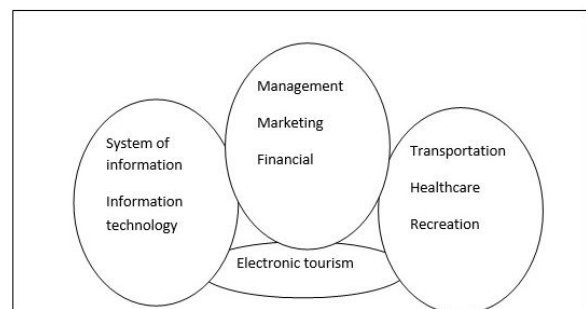 System of
information
Information
technology
Management
Marketing
Financial
Transportation
Healthcare
Recreation
Electronic tourism